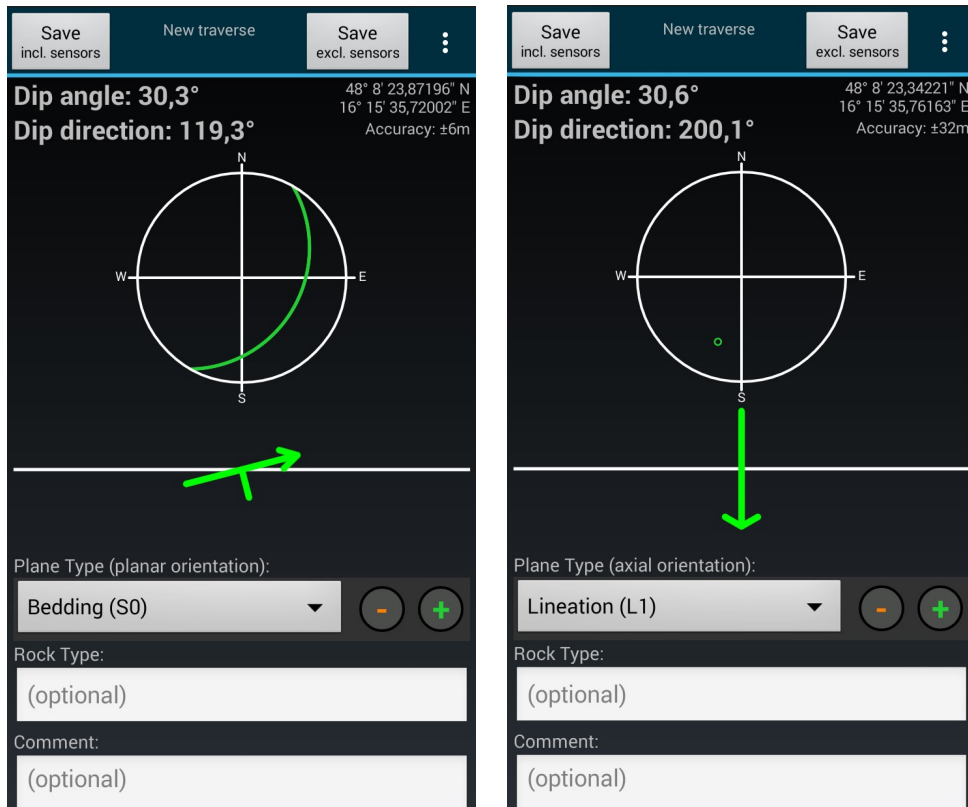 Save
incl. sensors
New traverse
Save
excl. sensors
Dip angle: 30,3°
Dip direction: 119,3°
48° 8' 23,87196" N
16° 15' 35,72002" E
Accuracy: ±6m
N
W
E
S
Plane Type (planar orientation):
Bedding (S0)
-
+
Rock Type:
(optional)
Comment:
(optional)
Save
incl. sensors
New traverse
Save
excl. sensors
Dip angle: 30,6°
Dip direction: 200,1°
48° 8' 23,34221" N
16° 15' 35,76163" E
Accuracy: ±32m
N
W
E
S
Plane Type (axial orientation):
Lineation (L1)
-
+
Rock Type:
(optional)
Comment:
(optional)